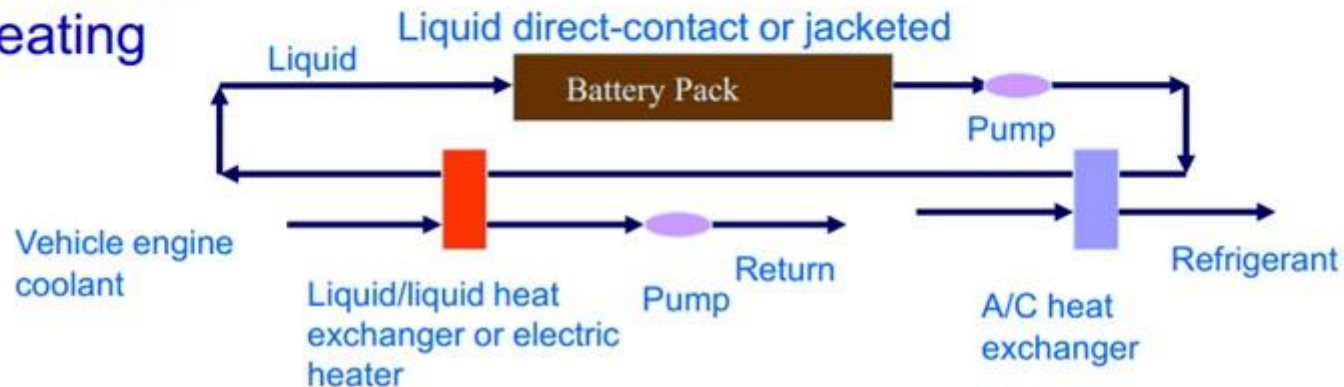 eating
Liquid direct-contact or jacketed
Liquid
Battery Pack
Pump
Vehicle engine
coolant
Liquid/liquid heat
exchanger or electric
heater
Pump
Return
A/C heat
exchanger
Refrigerant